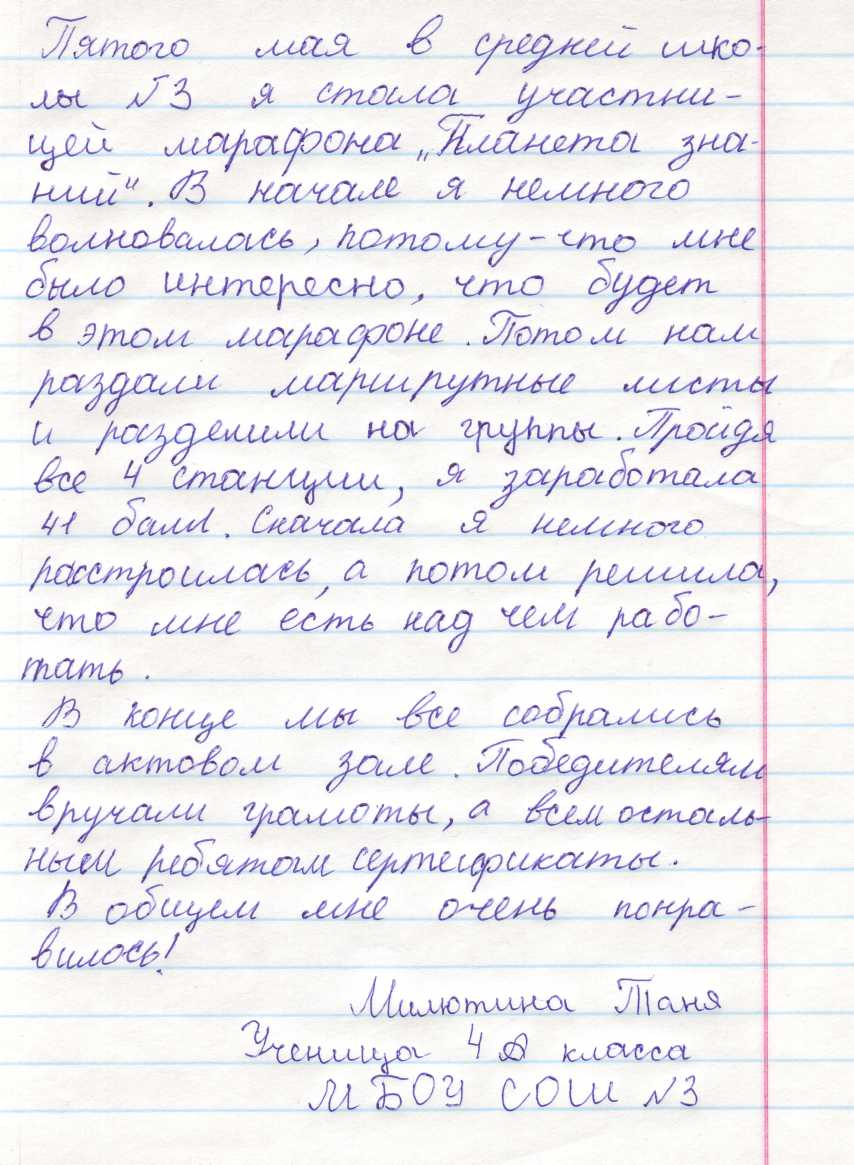 Пятого мая в средней шко-
лы №3 я стала участни-
цей марафона „Планета зна-
ний". В начале я немного
волновалась, потому-что мне
было интересно, что будет
в этом марафоне. Потом нам
раздали маршрутные листы
и разделили на группы. Пройдя
все 4 станции, я заработала
41 балл. Сначала я немного
расстроилась, а потом решила,
что мне есть над чем рабо-
тать.
В конце мы все собрались
в актовом зале. Победителям
вручали грамоты, а всем осталь-
ным ребятам сертификаты.
В общем мне очень понра-
вилось!
Милютина Таня
Ученица 4 А класса
МБОУ СОШ №3